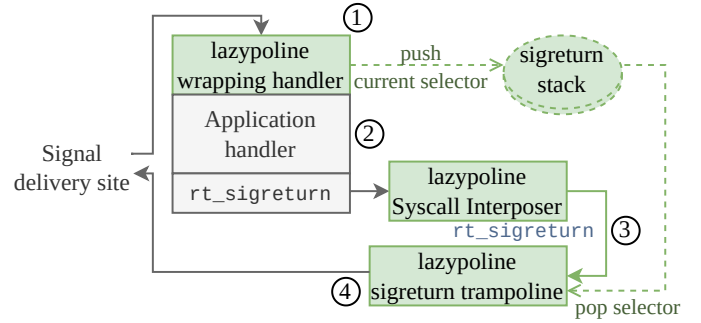 ①
lazypoline
wrapping handler
push
current selector
sigreturn
stack
Application
handler
②
Signal
delivery site
rt_sigreturn
lazypoline
Syscall Interposer
rt_sigreturn
③
lazypoline
sigreturn trampoline
④
pop selector